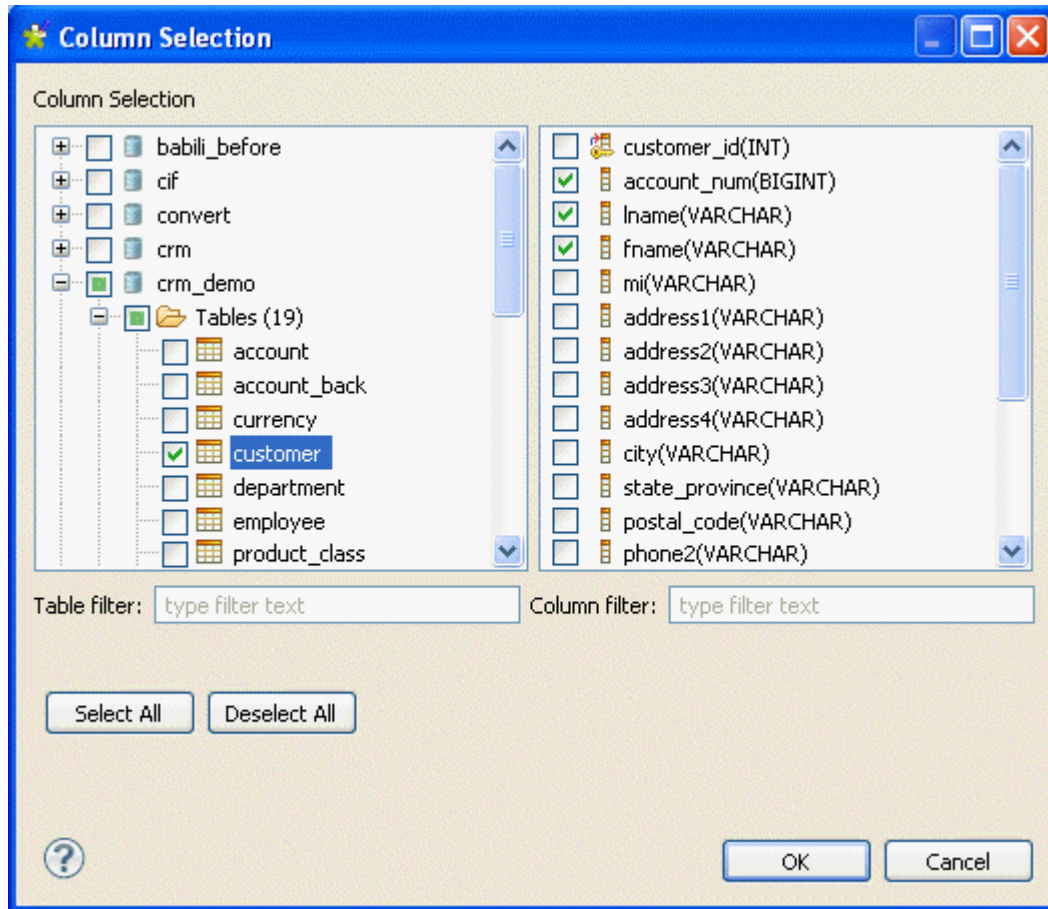 Column Selection
Column Selection
babili_before
cif
convert
crm
crm_demo
Tables (19)
account
account_back
currency
customer
department
employee
product_class
customer_id(INT)
account_num(BIGINT)
lname(VARCHAR)
fname(VARCHAR)
mi(VARCHAR)
address1(VARCHAR)
address2(VARCHAR)
address3(VARCHAR)
address4(VARCHAR)
city(VARCHAR)
state_province(VARCHAR)
postal_code(VARCHAR)
phone2(VARCHAR)
Table filter: type filter text
Column filter: type filter text
Select All
Deselect All
?
OK
Cancel